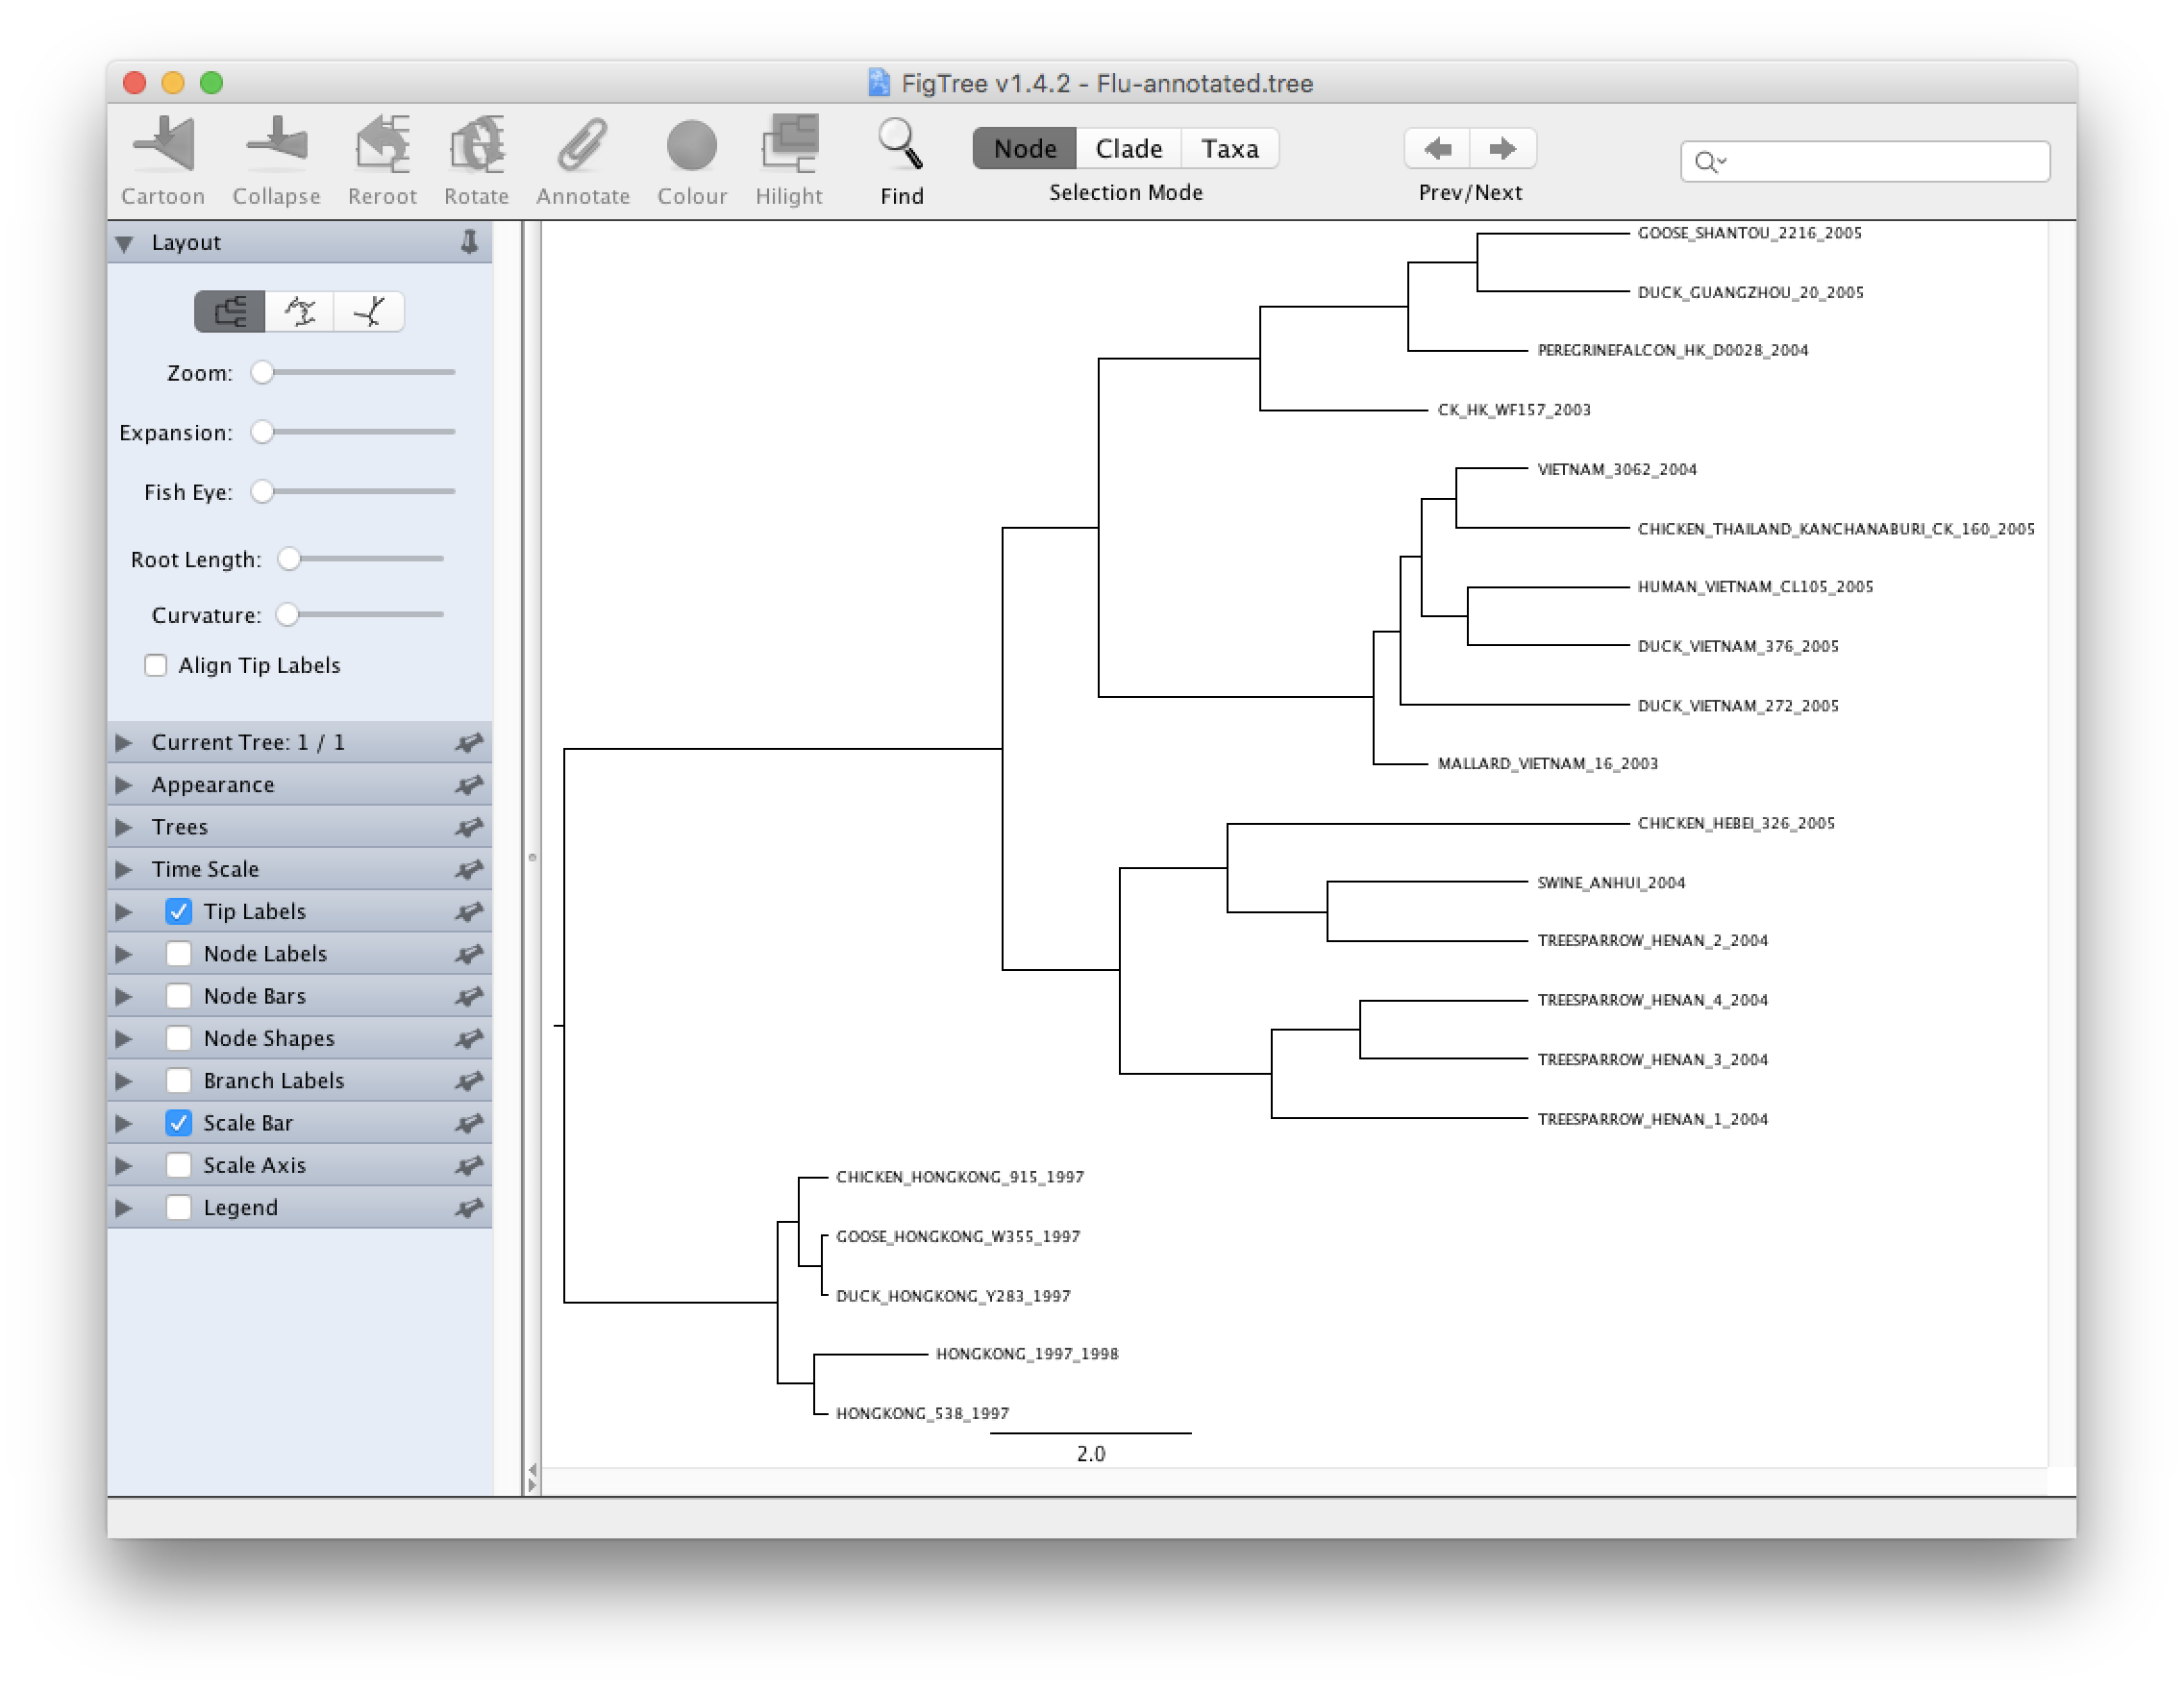 FigTree v1.4.2 - Flu-annotated.tree
Cartoon Collapse Reroot Rotate Annotate Colour Hilight Find
Node Clade Taxa
Selection Mode
Prev/Next
Layout
Zoom:
Expansion:
Fish Eye:
Root Length:
Curvature:
Align Tip Labels
Current Tree: 1 / 1
Appearance
Trees
Time Scale
Tip Labels
Node Labels
Node Bars
Node Shapes
Branch Labels
Scale Bar
Scale Axis
Legend
GOOSE_SHANTOU_2216_2005
DUCK_GUANGZHOU_20_2005
PEREGRINEFALCON_HK_D0028_2004
CK_HK_WF157_2003
VIETNAM_3062_2004
CHICKEN_THAILAND_KANCHANABURI_CK_160_2005
HUMAN_VIETNAM_CL105_2005
DUCK_VIETNAM_376_2005
DUCK_VIETNAM_272_2005
MALLARD_VIETNAM_16_2003
CHICKEN_HEBEI_326_2005
SWINE_ANHUI_2004
TREESPARROW_HENAN_2_2004
TREESPARROW_HENAN_4_2004
TREESPARROW_HENAN_3_2004
TREESPARROW_HENAN_1_2004
CHICKEN_HONGKONG_915_1997
GOOSE_HONGKONG_W355_1997
DUCK_HONGKONG_Y283_1997
HONGKONG_1997_1998
HONGKONG_538_1997
2.0